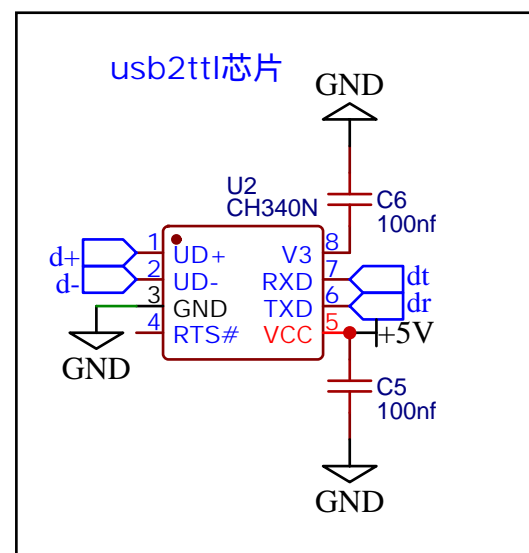 usb2ttl芯片
GND
U2
CH340N
C6
100nf
d+
1
UD+
V3
8
d-
2
UD-
RXD
7
dt
3
GND
TXD
6
dr
4
RTS#
VCC
5
+5V
GND
C5
100nf
GND